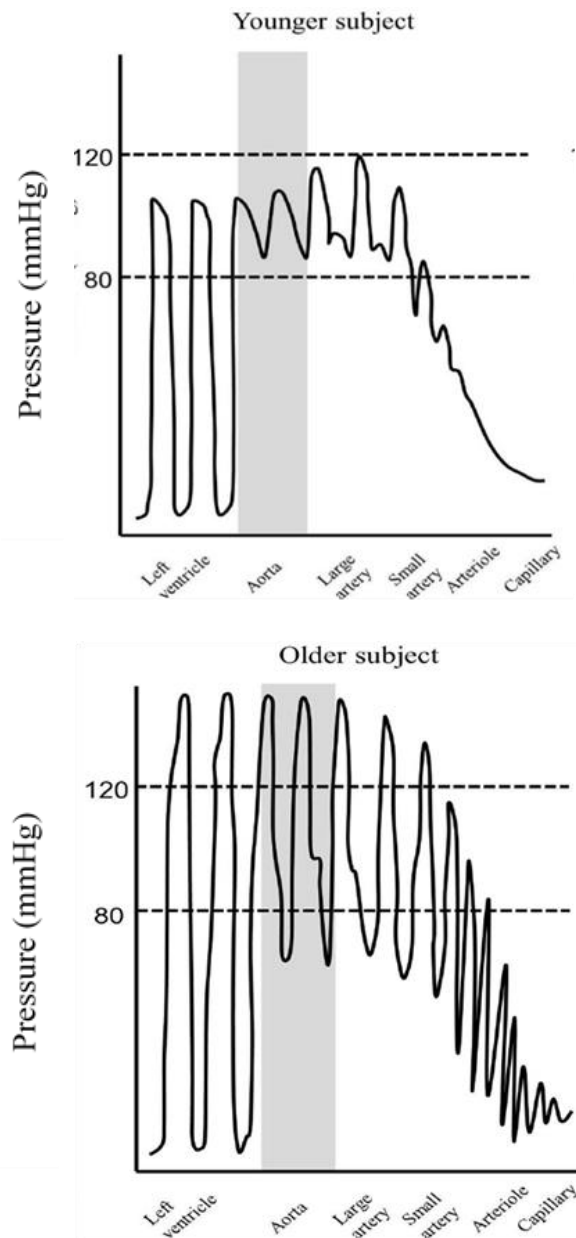 Younger subject
Pressure (mmHg)
120
80
Left
ventricle
Aorta
Large
artery
Small
artery
Arteriole
Capillary
Older subject
Pressure (mmHg)
120
80
Left
ventricle
Aorta
Large
artery
Small
artery
Arteriole
Capillary